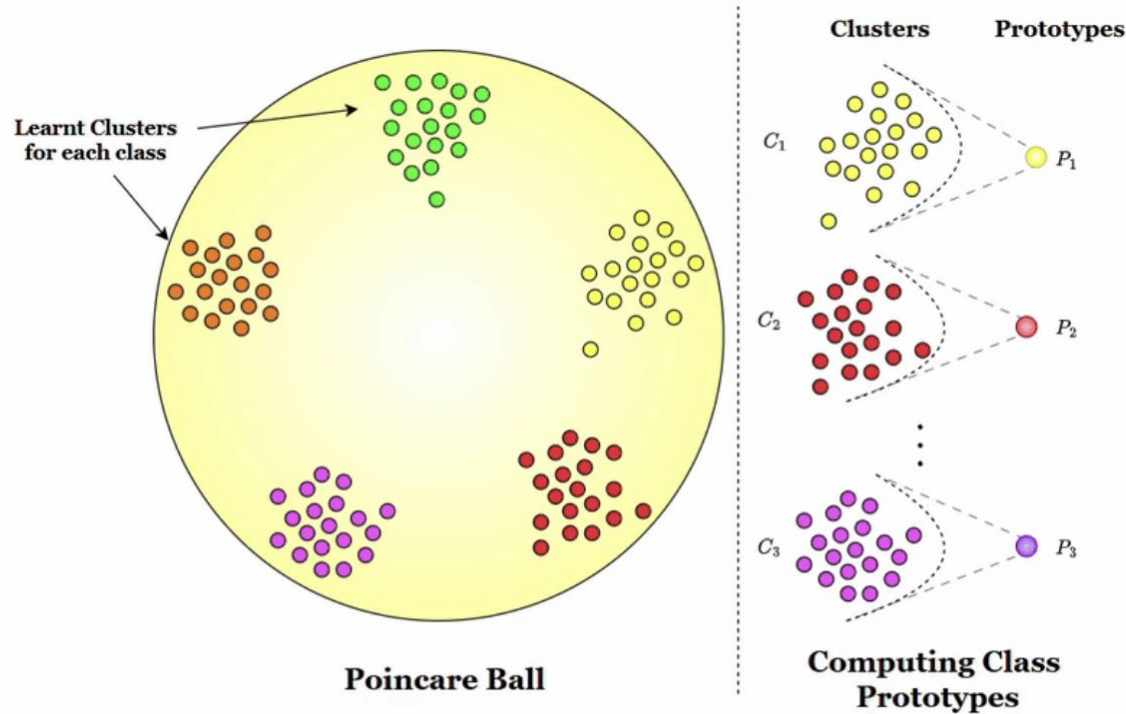 Learnt Clusters
for each class
Poincare Ball
Clusters
Prototypes
C₁
P₁
C₂
P₂
C₃
P₃
Computing Class
Prototypes